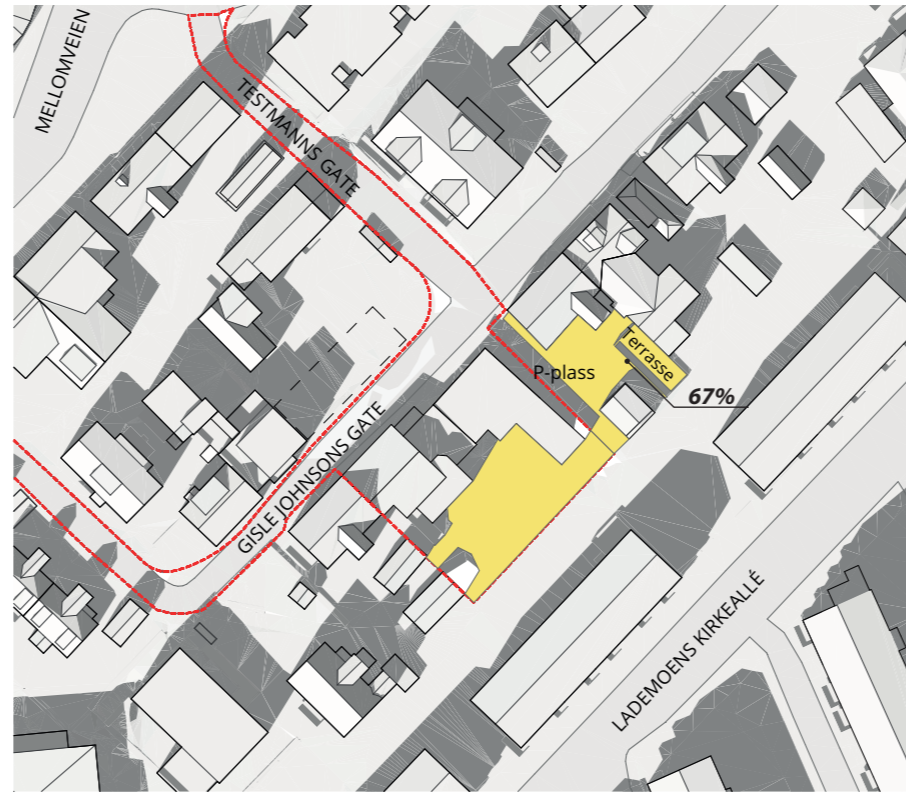 MELLOMVEIEN
TESTMANNS GATE
Terrasse
P-plass
67%
GISLE JOHNSONS GATE
LADEMOENS KIRKEALLÉ